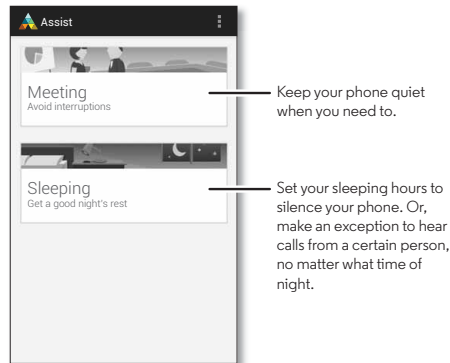 Assist
Meeting
Avoid interruptions
Keep your phone quiet
when you need to.
Sleeping
Get a good night's rest
Set your sleeping hours to
silence your phone. Or,
make an exception to hear
calls from a certain person,
no matter what time of
night.